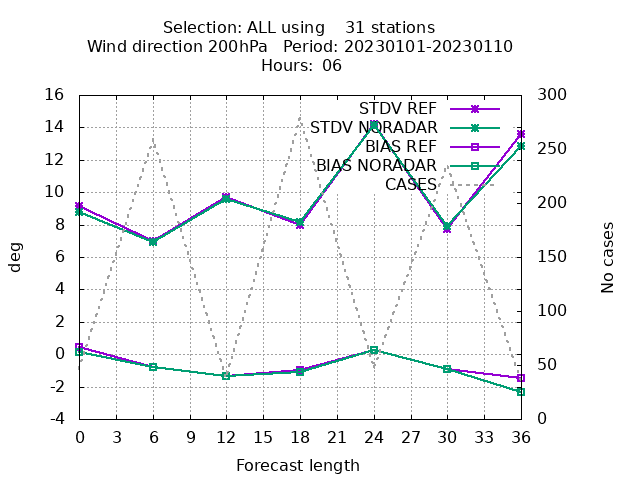 Selection: ALL using    31 stations
Wind direction 200hPa   Period: 20230101-20230110
Hours: 06
STDV REF
STDV NORADAR
BIAS REF
BIAS NORADAR
CASES
deg
16
14
12
10
8
6
4
2
0
-2
-4
No cases
300
250
200
150
100
50
0
0 3 6 9 12 15 18 21 24 27 30 33 36
Forecast length